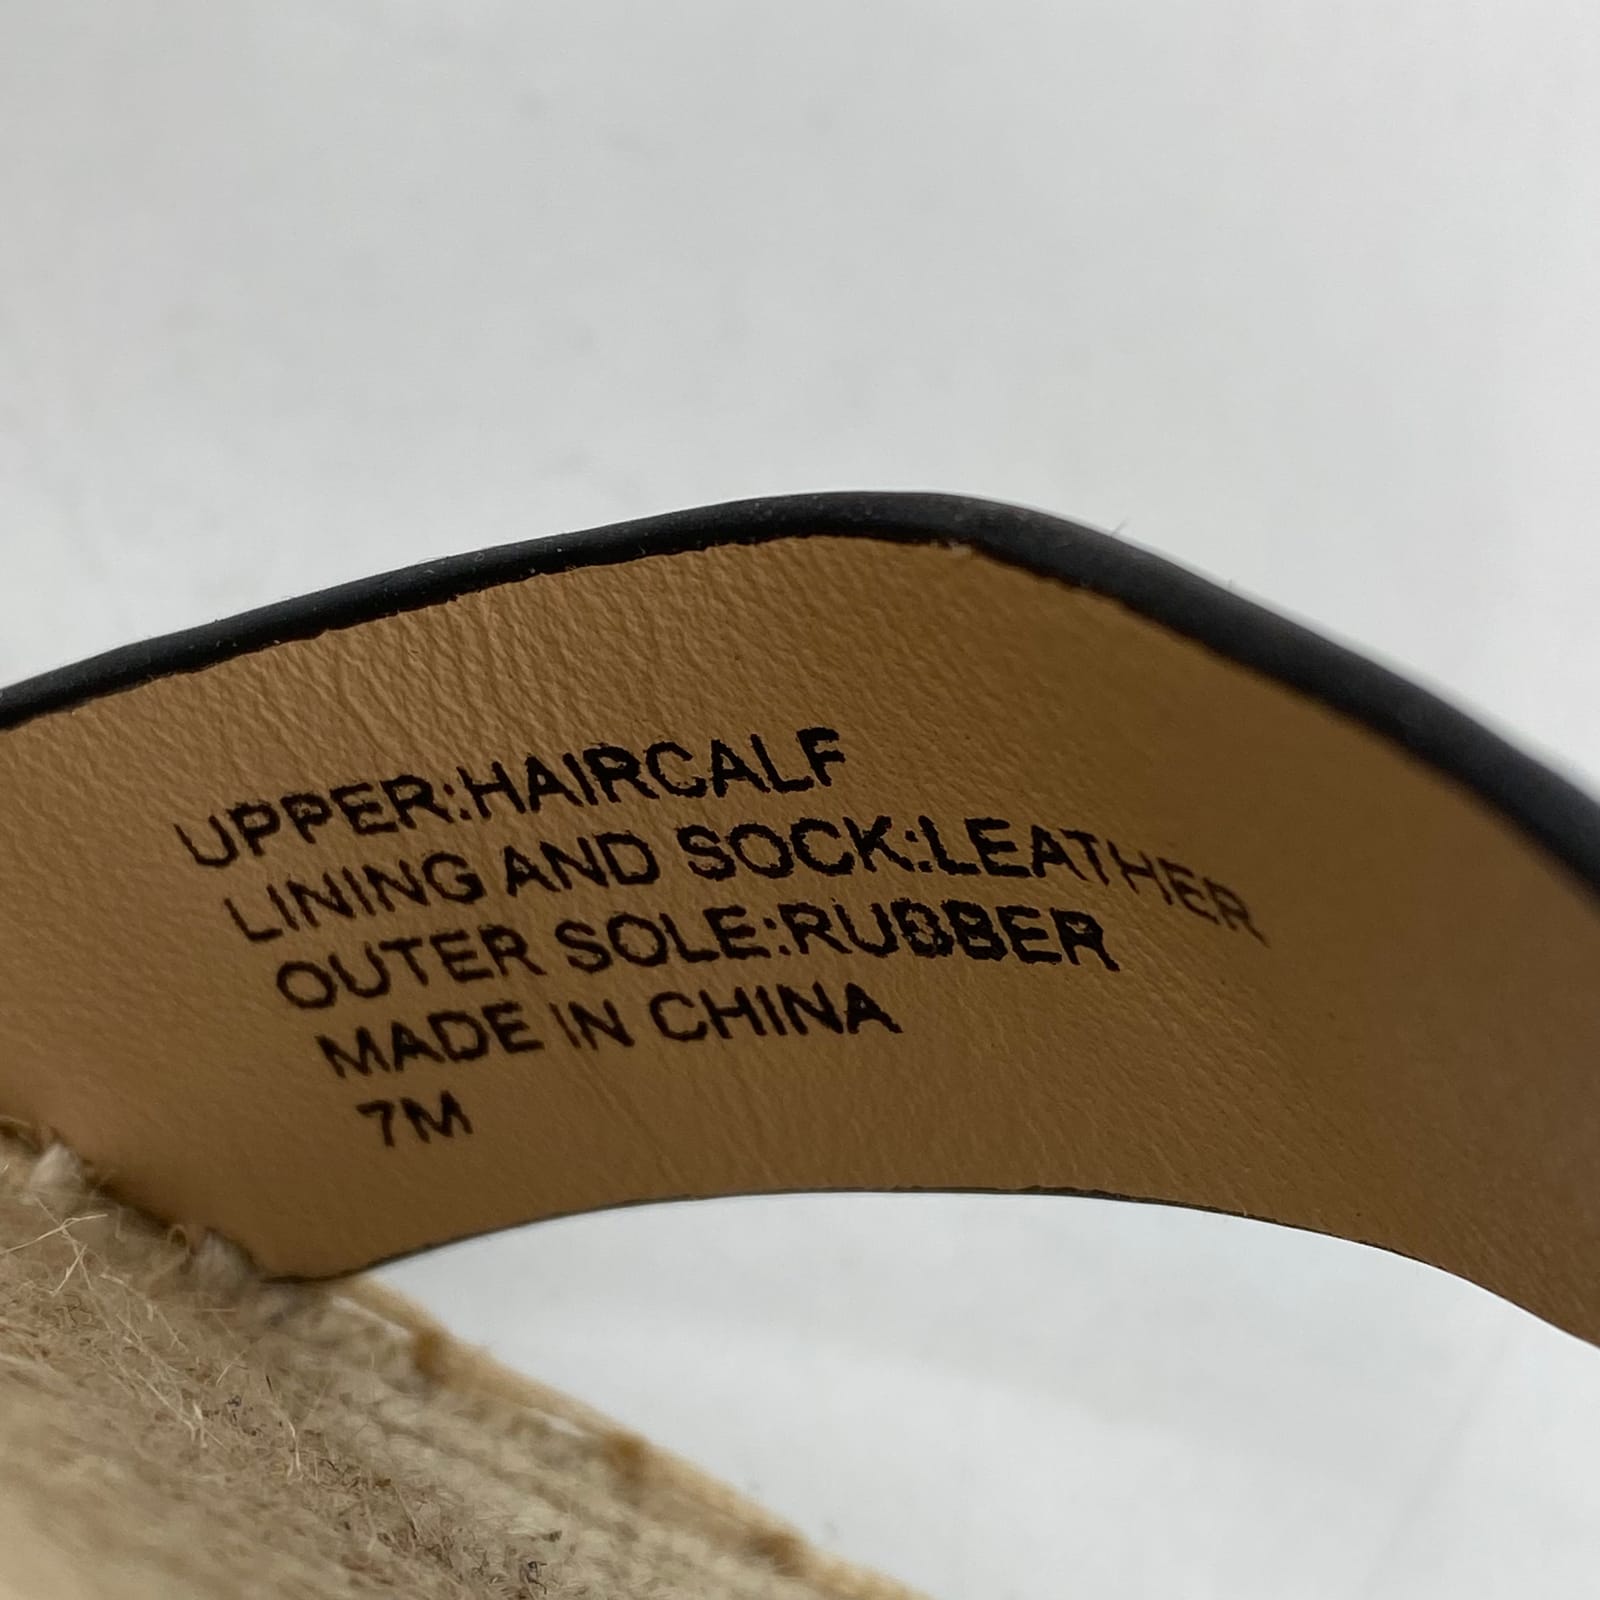 UPPER:HAIRCALF
LINING AND SOCK:LEATHER
OUTER SOLE:RUBBER
MADE IN CHINA
7M